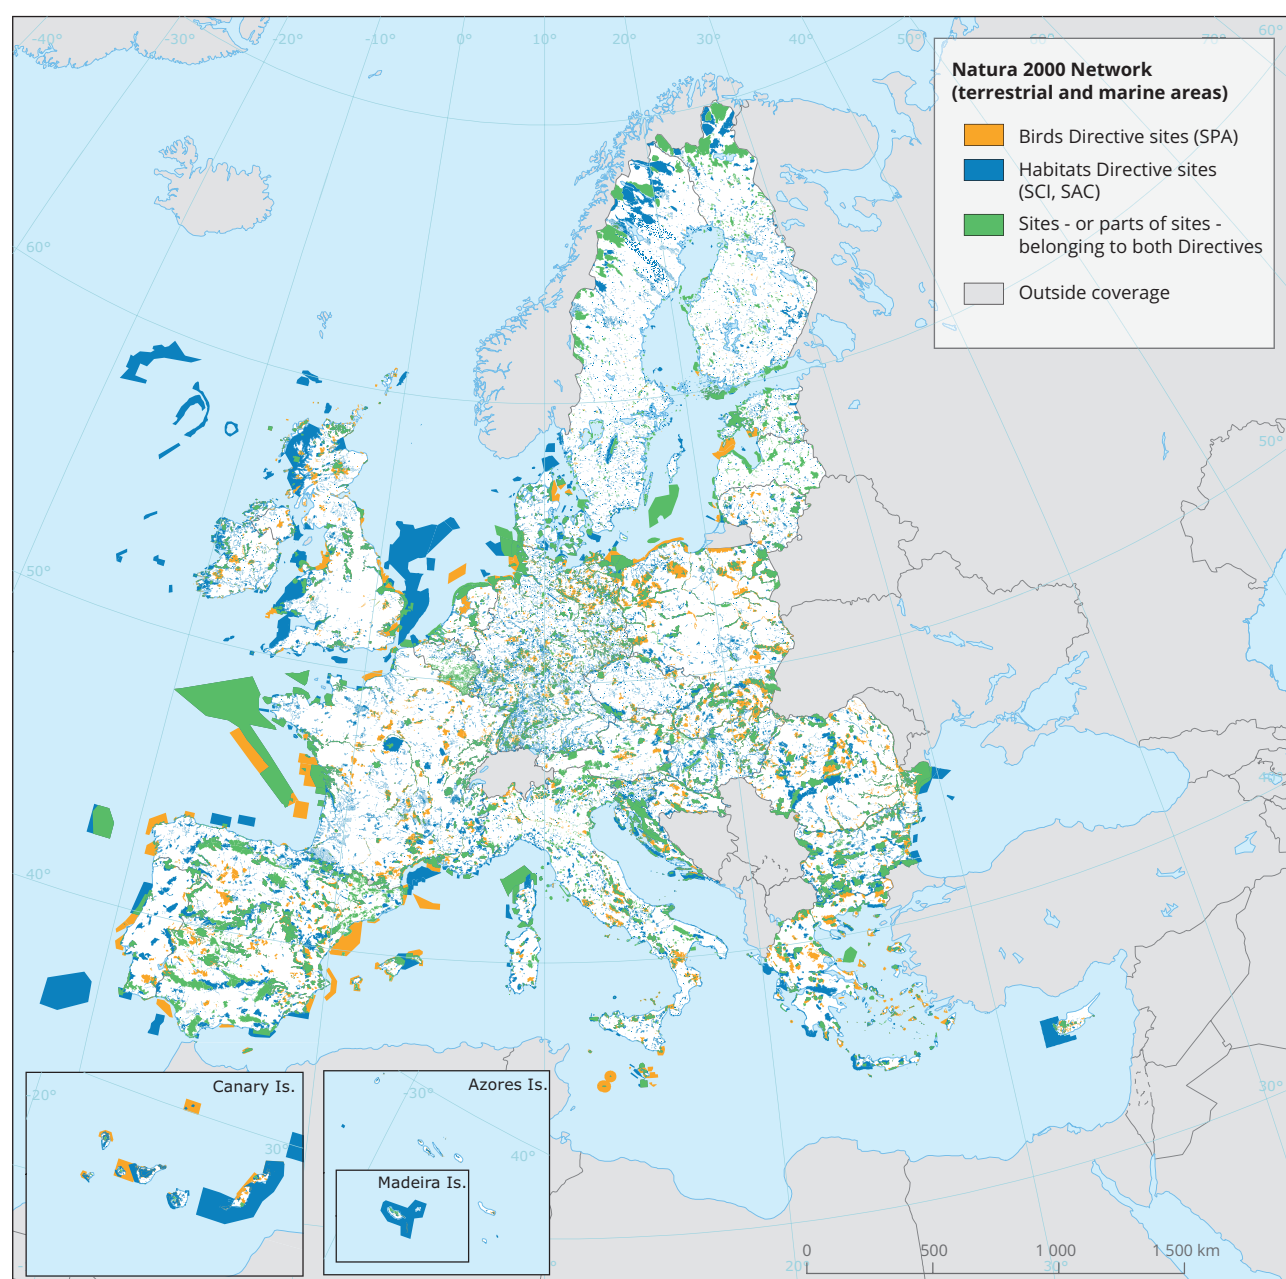 -40°
-30°
-20°
-10°
0°
10°
20°
30°
40°
50°
60°
70°
60°
Natura 2000 Network
(terrestrial and marine areas)
Birds Directive sites (SPA)
Habitats Directive sites
(SCI, SAC)
Sites - or parts of sites -
belonging to both Directives
Outside coverage
60°
50°
50°
40°
40°
30°
Canary Is.
-20°
30°
Azores Is.
-30°
40°
Madeira Is.
0 500 1 000 1 500 km
20°
30°